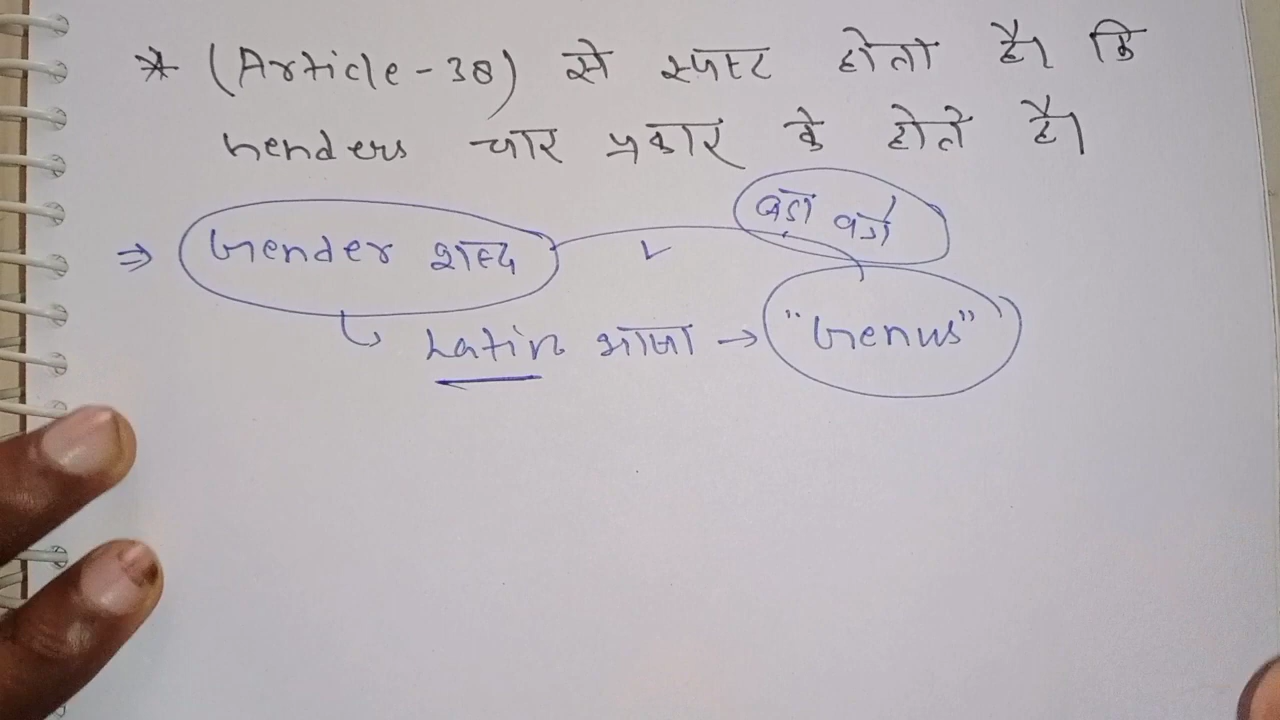 * (Article-38) से स्पष्ट होता है। कि
Genders चार प्रकार के होते है।
बड़ा वर्ग
⇒ Gender शब्द
Latin भाषा → "Genus"